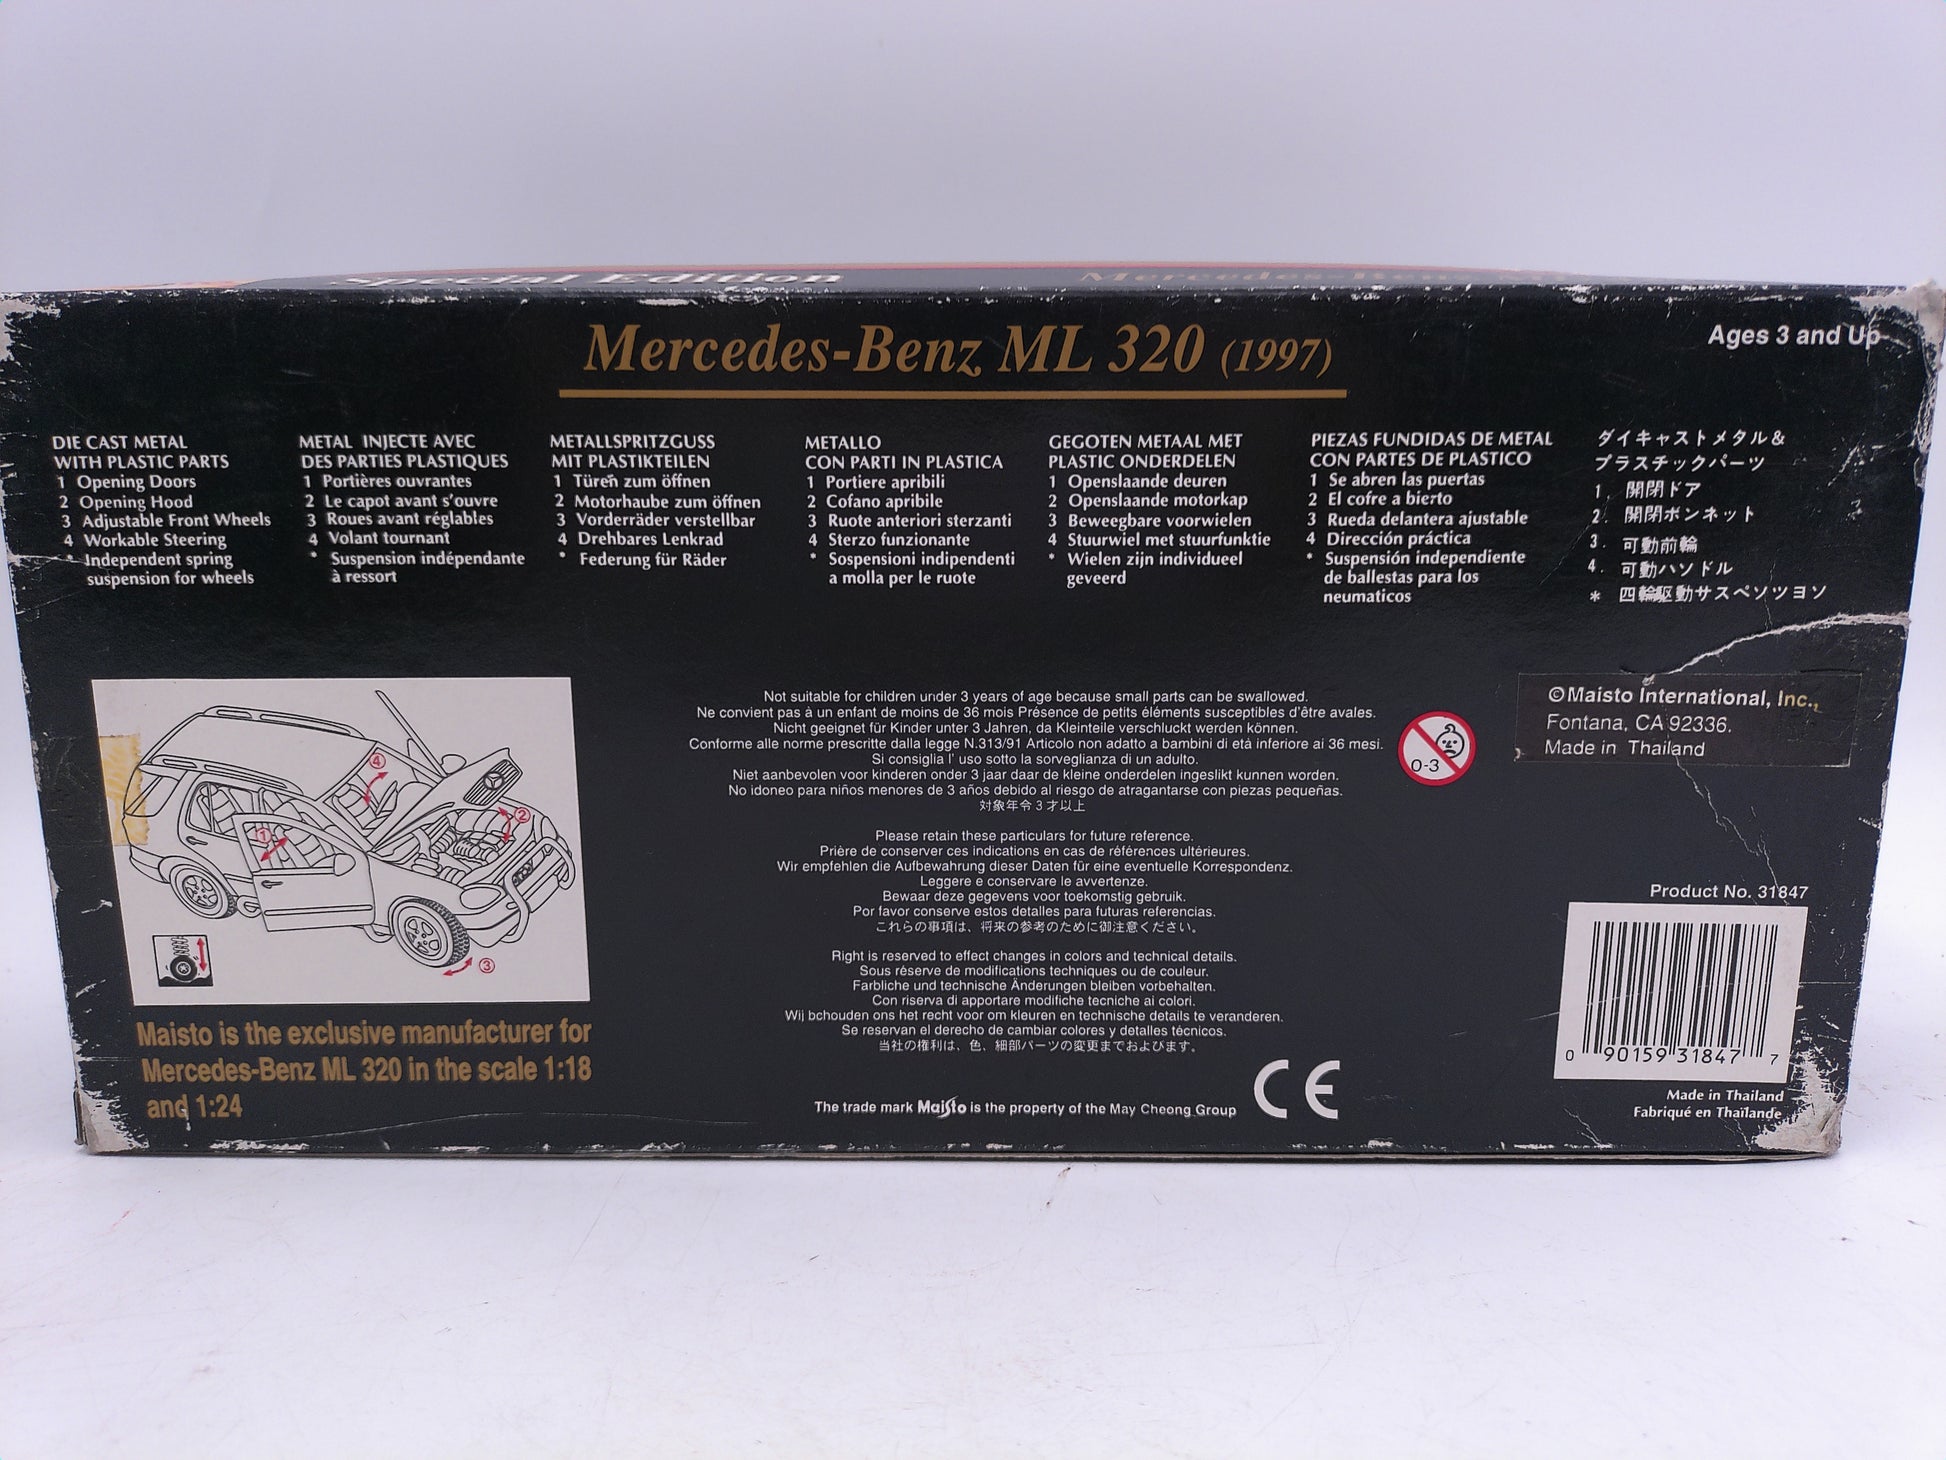 Special Edition
Mercedes-Benz
Mercedes-Benz ML 320 (1997)
Ages 3 and Up
DIE CAST METAL
WITH PLASTIC PARTS
1 Opening Doors
2 Opening Hood
3 Adjustable Front Wheels
4 Workable Steering
* Independent spring
suspension for wheels
METAL INJECTE AVEC
DES PARTIES PLASTIQUES
1 Portières ouvrantes
2 Le capot avant s'ouvre
3 Roues avant réglables
4 Volant tournant
* Suspension indépendante
à ressort
METALLSPRITZGUSS
MIT PLASTIKTEILEN
1 Türen zum öffnen
2 Motorhaube zum öffnen
3 Vorderräder verstellbar
4 Drehbares Lenkrad
* Federung für Räder
METALLO
CON PARTI IN PLASTICA
1 Portiere apribili
2 Cofano apribile
3 Ruote anteriori sterzanti
4 Sterzo funzionante
* Sospensioni indipendenti
a molla per le ruote
GEGOTEN METAAL MET
PLASTIC ONDERDELEN
1 Openslaande deuren
2 Openslaande motorkap
3 Beweegbare voorwielen
4 Stuurwiel met stuurfunktie
* Wielen zijn individueel
geveerd
PIEZAS FUNDIDAS DE METAL
CON PARTES DE PLASTICO
1 Se abren las puertas
2 El cofre a bierto
3 Rueda delantera ajustable
4 Dirección práctica
* Suspensión independiente
de ballestas para los
neumaticos
ダイキャストメタル&
プラスチックパーツ
1. 開閉ドア
2. 開閉ボンネット
3. 可動前輪
4. 可動ハンドル
* 四輪駆動サスペソツヨソ
4
2
1
3
Maisto is the exclusive manufacturer for
Mercedes-Benz ML 320 in the scale 1:18
and 1:24
Not suitable for children under 3 years of age because small parts can be swallowed.
Ne convient pas à un enfant de moins de 36 mois Présence de petits éléments susceptibles d'être avales.
Nicht geeignet für Kinder unter 3 Jahren, da Kleinteile verschluckt werden können.
Conforme alle norme prescritte dalla legge N.313/91 Articolo non adatto a bambini di età inferiore ai 36 mesi.
Si consiglia l' uso sotto la sorveglianza di un adulto.
Niet aanbevolen voor kinderen onder 3 jaar daar de kleine onderdelen ingeslikt kunnen worden.
No idoneo para niños menores de 3 años debido al riesgo de atragantarse con piezas pequeñas.
対象年令3才以上
Please retain these particulars for future reference.
Prière de conserver ces indications en cas de références ultérieures.
Wir empfehlen die Aufbewahrung dieser Daten für eine eventuelle Korrespondenz.
Leggere e conservare le avvertenze.
Bewaar deze gegevens voor toekomstig gebruik.
Por favor conserve estos detalles para futuras referencias.
これらの事項は、将来の参考のために御注意ください。
Right is reserved to effect changes in colors and technical details.
Sous réserve de modifications techniques ou de couleur.
Farbliche und technische Änderungen bleiben vorbehalten.
Con riserva di apportare modifiche tecniche ai colori.
Wij bchouden ons het recht voor om kleuren en technische details te veranderen.
Se reservan el derecho de cambiar colores y detalles técnicos.
当社の権利は、色、細部パーツの変更までおよびます。
The trade mark Maisto is the property of the May Cheong Group
CE
0-3
©Maisto International, Inc.,
Fontana, CA 92336.
Made in Thailand
Product No. 31847
0 90159 31847 7
Made in Thailand
Fabriqué en Thaïlande